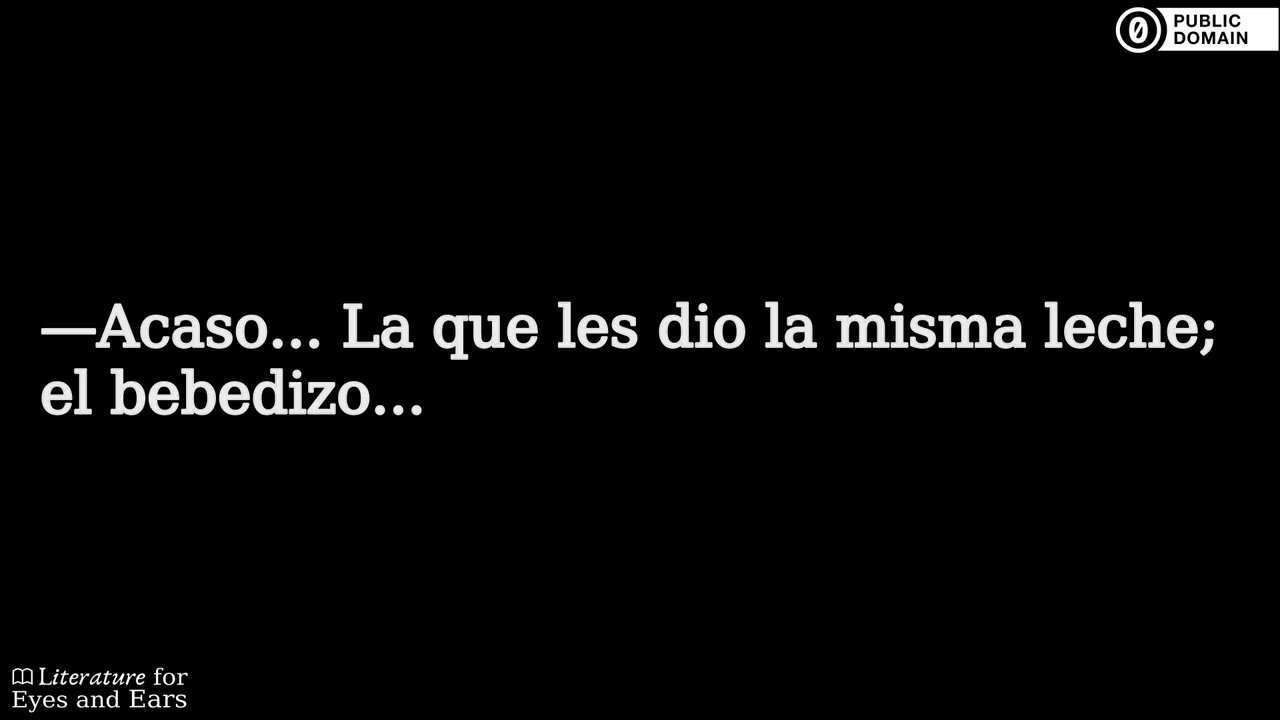 PUBLIC
DOMAIN
—Acaso... La que les dio la misma leche;
el bebedizo...
Literature for
Eyes and Ears